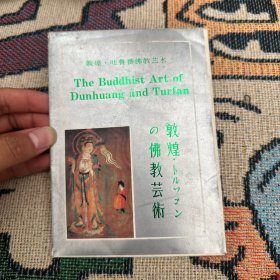 敦煌·吐鲁番佛教艺术
The Buddhist Art of
Dunhuang and Turfan
敦煌・トルファン
の佛教芸術